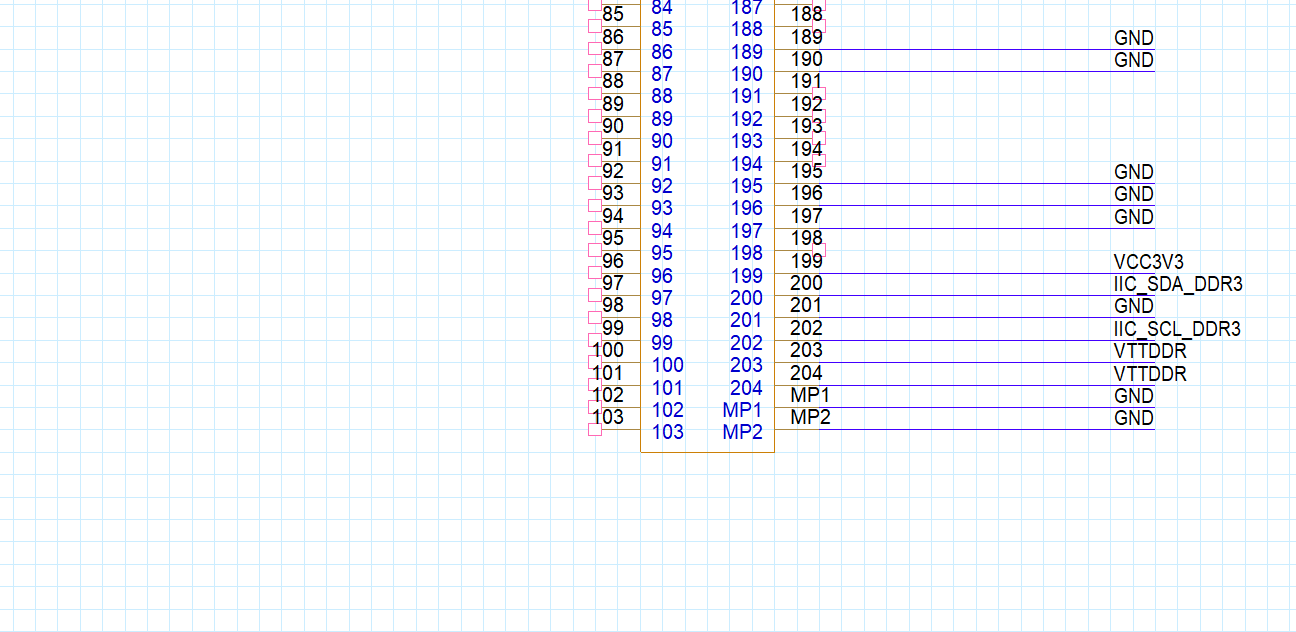 84 187
85 188
85 188
86 189 GND
86 189
87 190 GND
87 190
88 191
88 191
89 192
89 192
90 193
90 193
91 194
91 194
92 195 GND
92 195
93 196 GND
93 196
94 197 GND
94 197
95 198
95 198
96 199 VCC3V3
96 199
97 200 IIC_SDA_DDR3
97 200
98 201 GND
98 201
99 202 IIC_SCL_DDR3
99 202
100 203 VTTDDR
100 203
101 204 VTTDDR
101 204
102 MP1 GND
102 MP1
103 MP2 GND
103 MP2